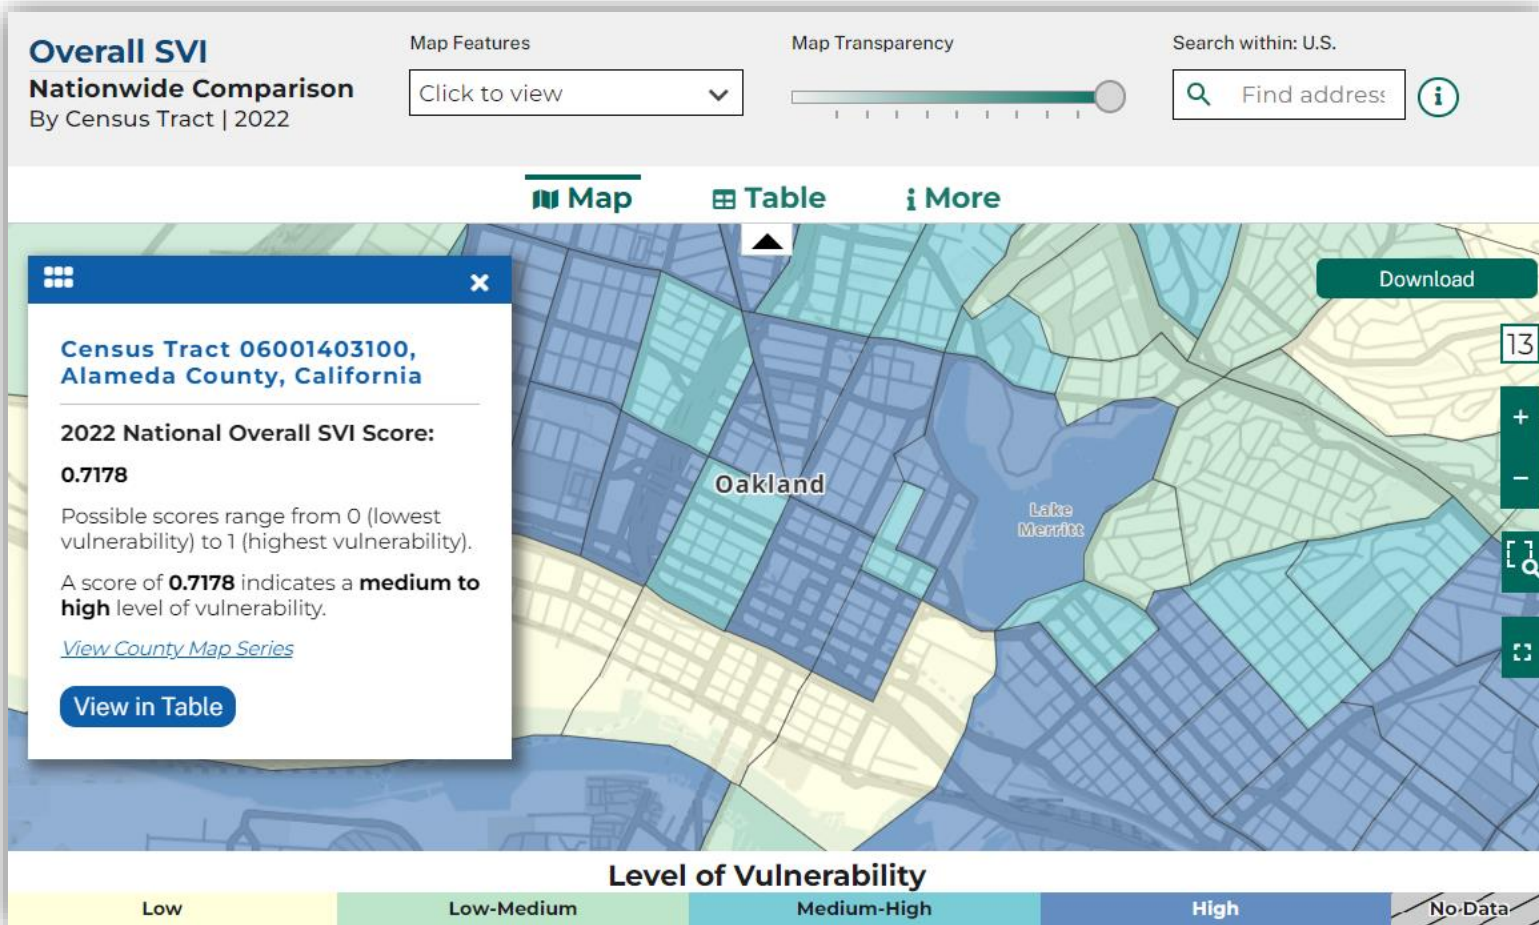 Overall SVI
Nationwide Comparison
By Census Tract | 2022
Map Features
Click to view
Map Transparency
Search within: U.S.
Find address
Map
Table
More
Download
13
+
−
Census Tract 06001403100,
Alameda County, California
2022 National Overall SVI Score:
0.7178
Possible scores range from 0 (lowest
vulnerability) to 1 (highest vulnerability).
A score of 0.7178 indicates a medium to
high level of vulnerability.
View County Map Series
View in Table
Oakland
Lake
Merritt
Level of Vulnerability
Low
Low-Medium
Medium-High
High
No-Data